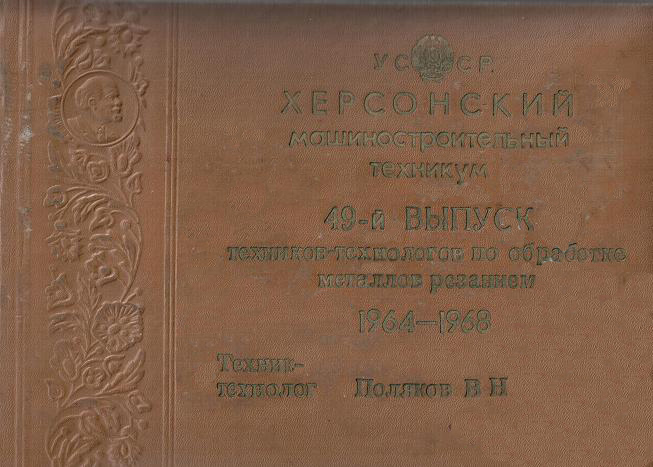 УССР.
ХЕРСОНСКИЙ
машиностроительный
техникум
49-й ВЫПУСК
техников-технологов по обработке
металлов резанием
1964—1968
Техник-
технолог Поляков В Н